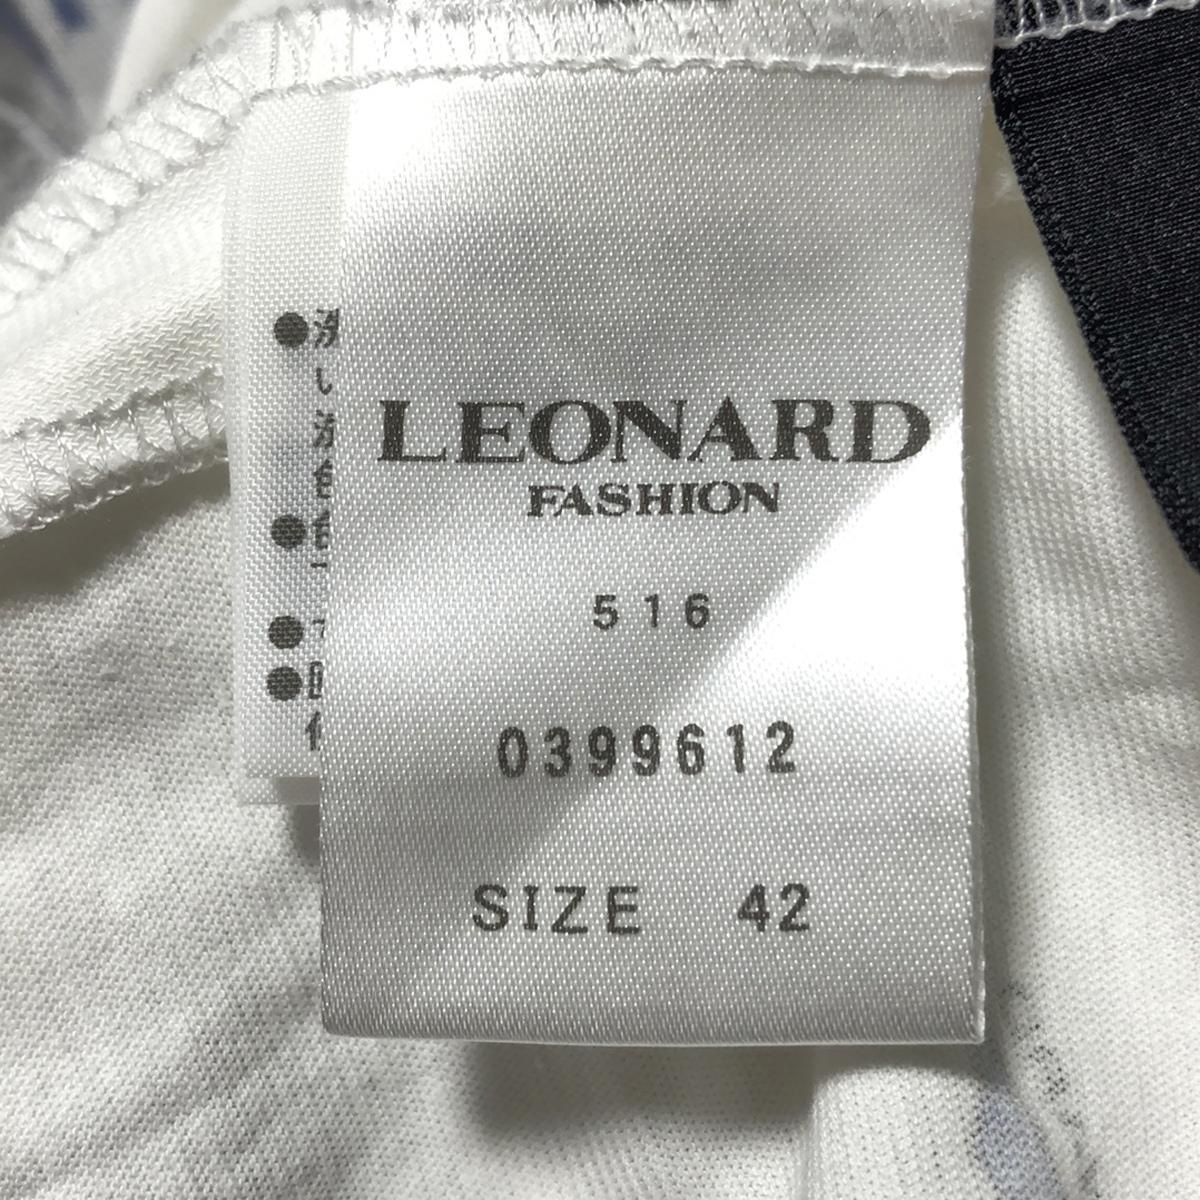 LEONARD
FASHION
516
0399612
SIZE 42